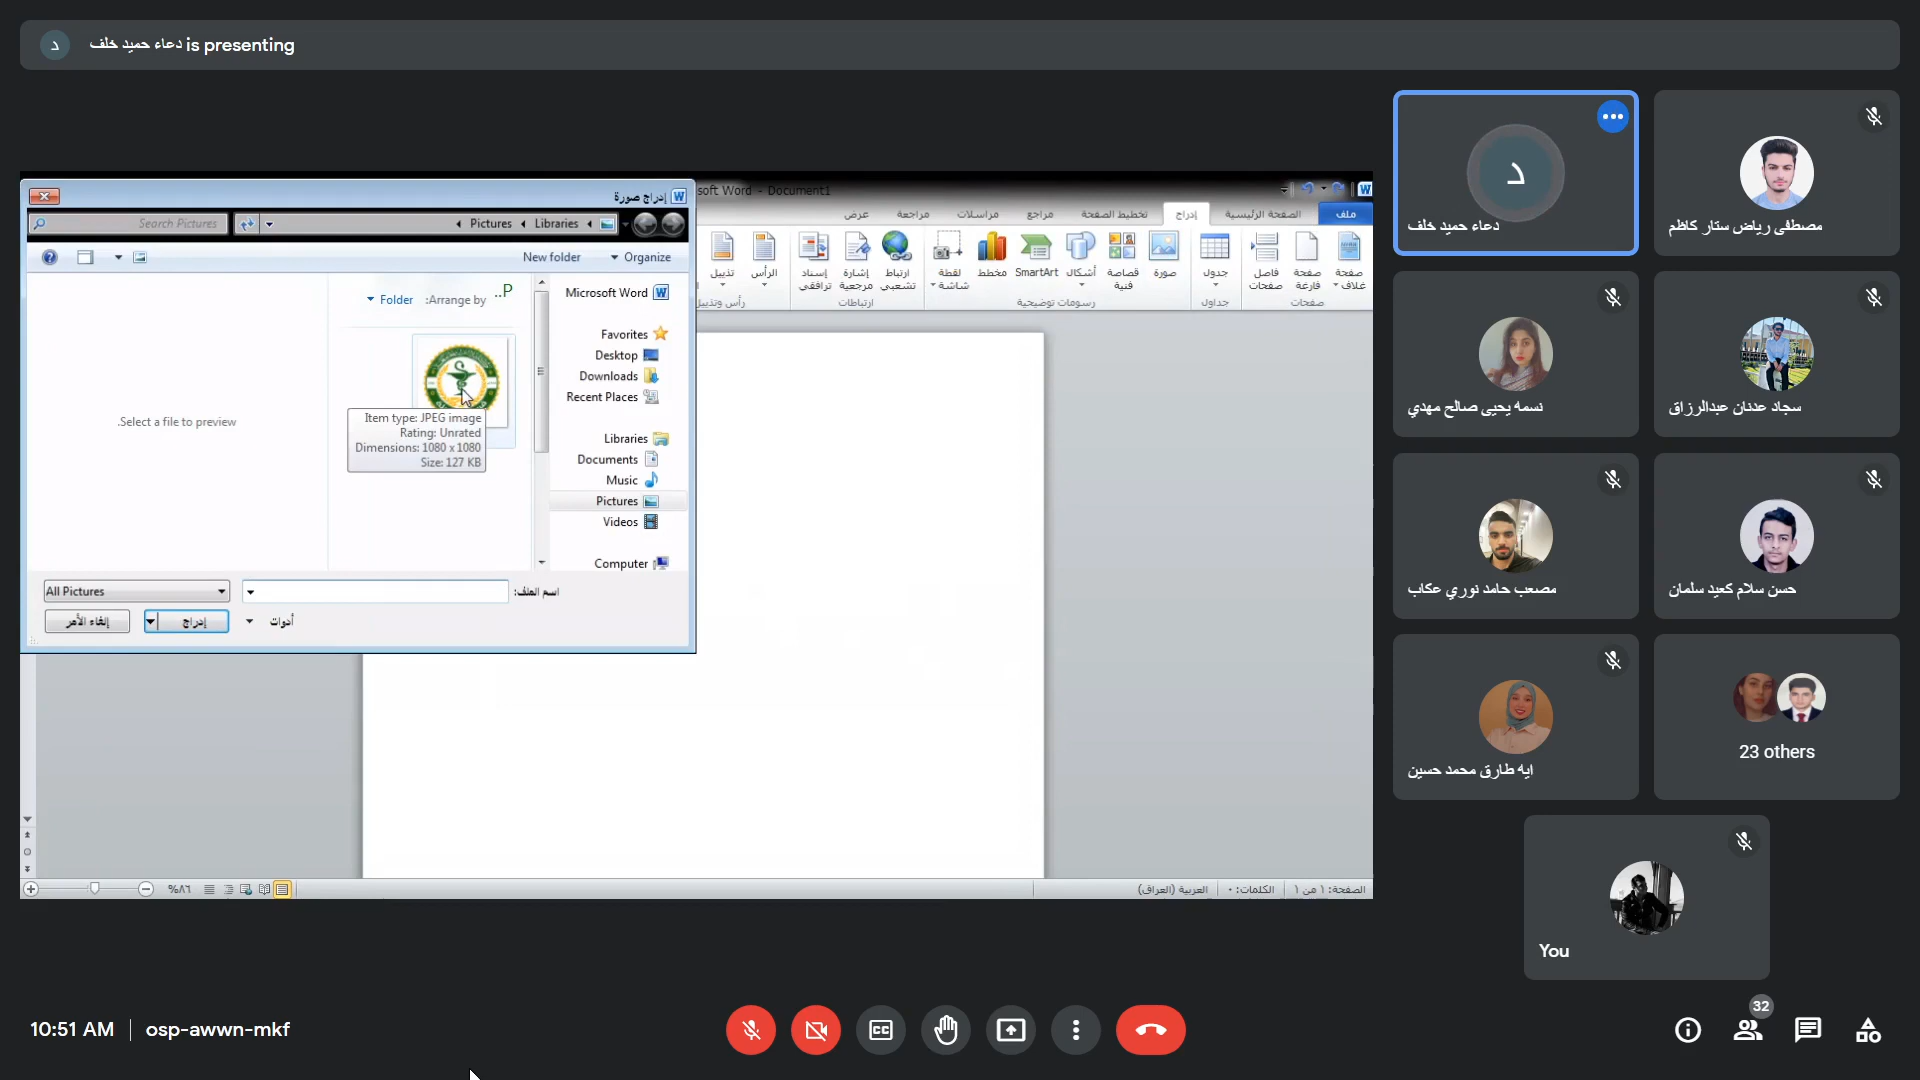 د
دعاء حميد خلف is presenting
إدراج صورة
Search Pictures
Pictures
Libraries
New folder
Organize
Folder
Arrange by:
P..
Microsoft Word
Favorites
Desktop
Downloads
Recent Places
Libraries
Documents
Music
Pictures
Videos
Computer
Select a file to preview.
Item type: JPEG image
Rating: Unrated
Dimensions: 1080 x 1080
Size: 127 KB
All Pictures
اسم الملف:
إلغاء الأمر
إدراج
أدوات
soft Word - Document1
ملف
الصفحة الرئيسية
إدراج
تخطيط الصفحة
مراجع
مراسلات
مراجعة
عرض
صفحة غلاف
صفحة فارغة
فاصل صفحات
صفحات
جدول
جداول
صورة
قصاصة فنية
أشكال
SmartArt
مخطط
لقطة شاشة
رسومات توضيحية
ارتباط تشعبي
إشارة مرجعية
إسناد ترافقي
ارتباطات
الرأس
تذييل
رأس وتذييل
%٨٦
العربية (العراق)
الكلمات: ٠
الصفحة: ١ من ١
د
دعاء حميد خلف
مصطفى رياض ستار كاظم
نسمه يحيى صالح مهدي
سجاد عدنان عبدالرزاق
مصعب حامد نوري عكاب
حسن سلام كعيد سلمان
ايه طارق محمد حسين
23 others
You
10:51 AM
osp-awwn-mkf
CC
32